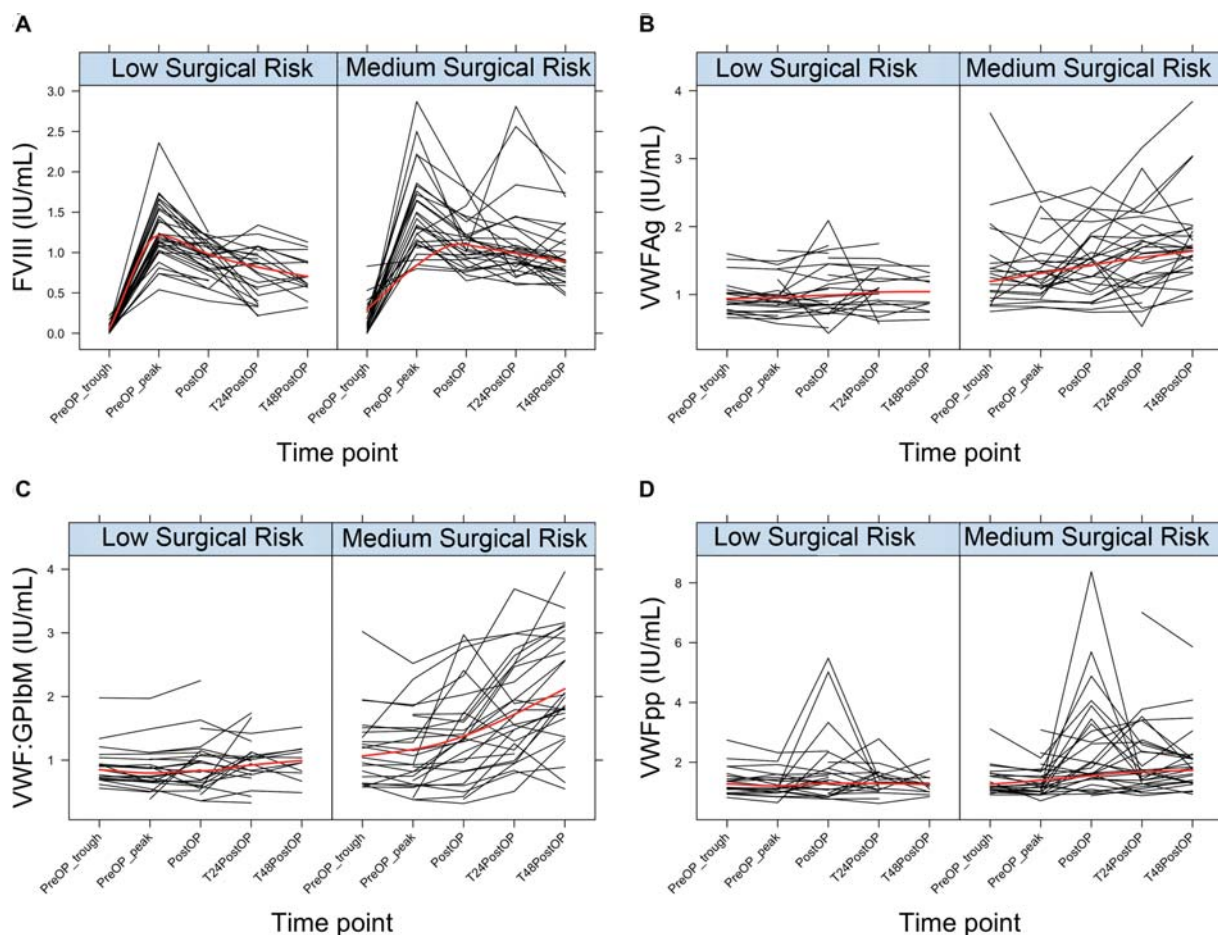 A
Low Surgical Risk Medium Surgical Risk
FVIII (IU/mL)
3.0
2.5
2.0
1.5
1.0
0.5
0.0
PreOP_trough PreOP_peak PostOP T24PostOP T48PostOP PreOP_trough PreOP_peak PostOP T24PostOP T48PostOP
Time point
B
Low Surgical Risk Medium Surgical Risk
VWFAg (IU/mL)
4
3
2
1
PreOP_trough PreOP_peak PostOP T24PostOP T48PostOP PreOP_trough PreOP_peak PostOP T24PostOP T48PostOP
Time point
C
Low Surgical Risk Medium Surgical Risk
VWF:GPIbM (IU/mL)
4
3
2
1
PreOP_trough PreOP_peak PostOP T24PostOP T48PostOP PreOP_trough PreOP_peak PostOP T24PostOP T48PostOP
Time point
D
Low Surgical Risk Medium Surgical Risk
VWFpp (IU/mL)
8
6
4
2
PreOP_trough PreOP_peak PostOP T24PostOP T48PostOP PreOP_trough PreOP_peak PostOP T24PostOP T48PostOP
Time point